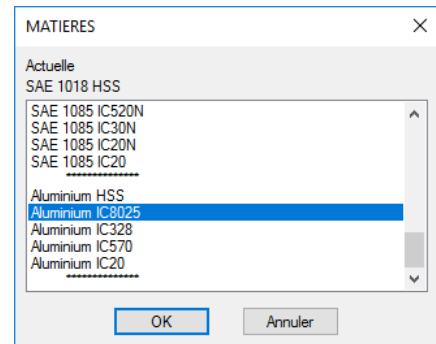 MATIERES
Actuelle
SAE 1018 HSS
SAE 1085 IC520N
SAE 1085 IC30N
SAE 1085 IC20N
SAE 1085 IC20
**************
Aluminium HSS
Aluminium IC8025
Aluminium IC328
Aluminium IC570
Aluminium IC20
**************
OK
Annuler